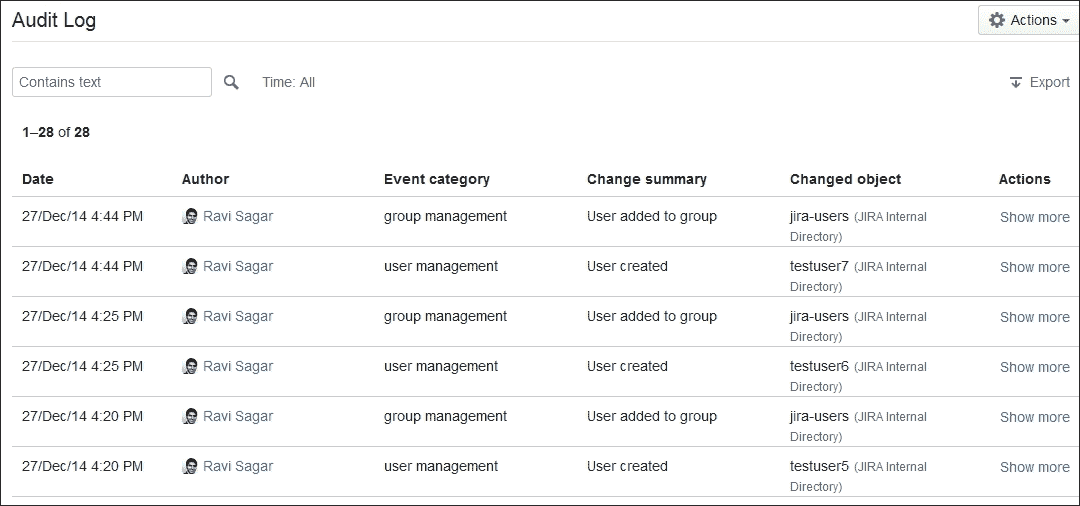 Audit Log
Actions
Contains text
Time: All
Export
1–28 of 28
Date Author Event category Change summary Changed object Actions
27/Dec/14 4:44 PM Ravi Sagar group management User added to group jira-users (JIRA Internal Directory) Show more
27/Dec/14 4:44 PM Ravi Sagar user management User created testuser7 (JIRA Internal Directory) Show more
27/Dec/14 4:25 PM Ravi Sagar group management User added to group jira-users (JIRA Internal Directory) Show more
27/Dec/14 4:25 PM Ravi Sagar user management User created testuser6 (JIRA Internal Directory) Show more
27/Dec/14 4:20 PM Ravi Sagar group management User added to group jira-users (JIRA Internal Directory) Show more
27/Dec/14 4:20 PM Ravi Sagar user management User created testuser5 (JIRA Internal Directory) Show more